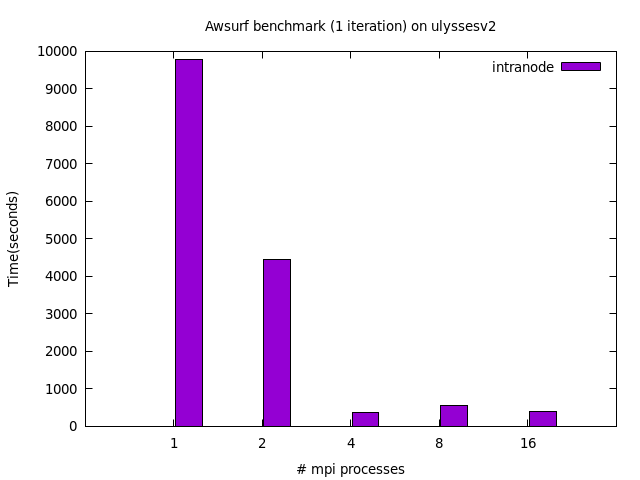 Awsurf benchmark (1 iteration) on ulyssesv2
intranode
10000
9000
8000
7000
6000
5000
4000
3000
2000
1000
0
Time(seconds)
1 2 4 8 16
# mpi processes